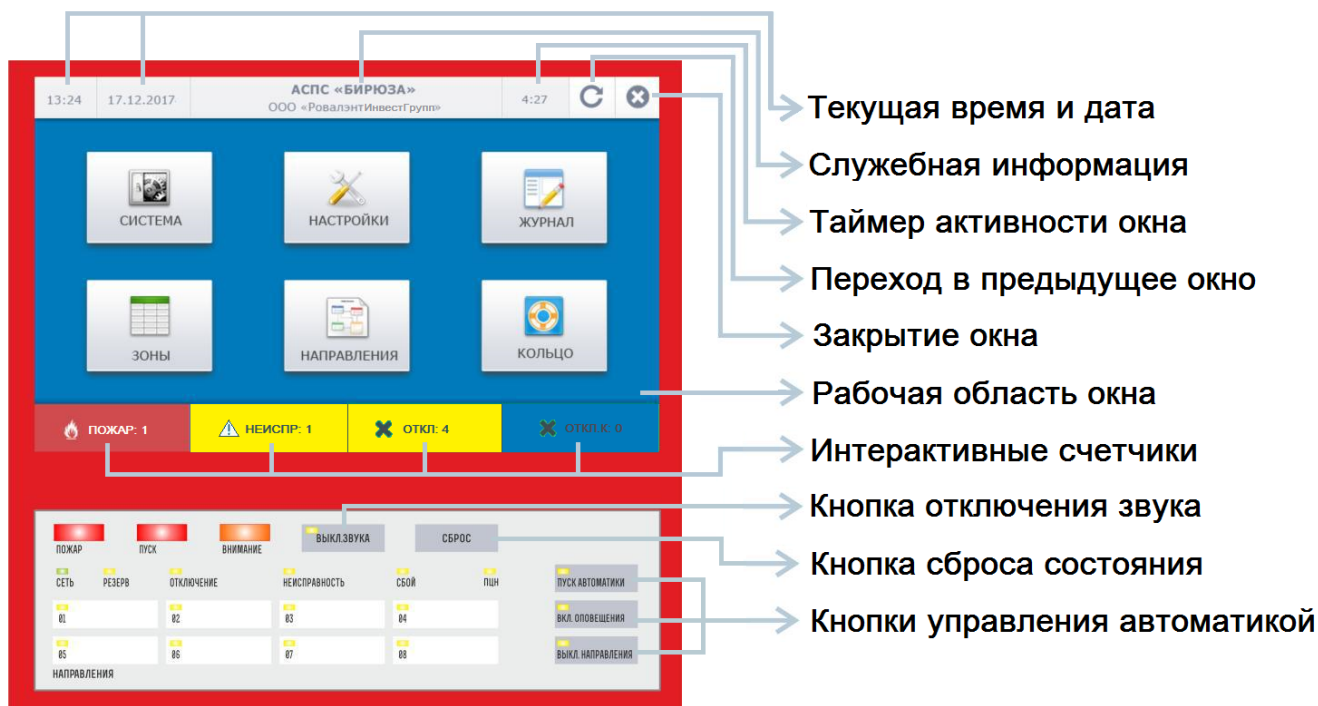 13:24
17.12.2017
АСПС «БИРЮЗА»
ООО «РовалэнтИнвестГрупп»
4:27
СИСТЕМА
НАСТРОЙКИ
ЖУРНАЛ
ЗОНЫ
НАПРАВЛЕНИЯ
КОЛЬЦО
ПОЖАР: 1
НЕИСПР: 1
ОТКЛ: 4
ОТКЛ.К: 0
Текущая время и дата
Служебная информация
Таймер активности окна
Переход в предыдущее окно
Закрытие окна
Рабочая область окна
Интерактивные счетчики
Кнопка отключения звука
Кнопка сброса состояния
Кнопки управления автоматикой
ПОЖАР
ПУСК
ВНИМАНИЕ
ВЫКЛ.ЗВУКА
СБРОС
СЕТЬ
РЕЗЕРВ
ОТКЛЮЧЕНИЕ
НЕИСПРАВНОСТЬ
СБОЙ
ПЦН
ПУСК АВТОМАТИКИ
01
02
03
04
ВКЛ. ОПОВЕЩЕНИЯ
05
06
07
08
ВЫКЛ. НАПРАВЛЕНИЯ
НАПРАВЛЕНИЯ